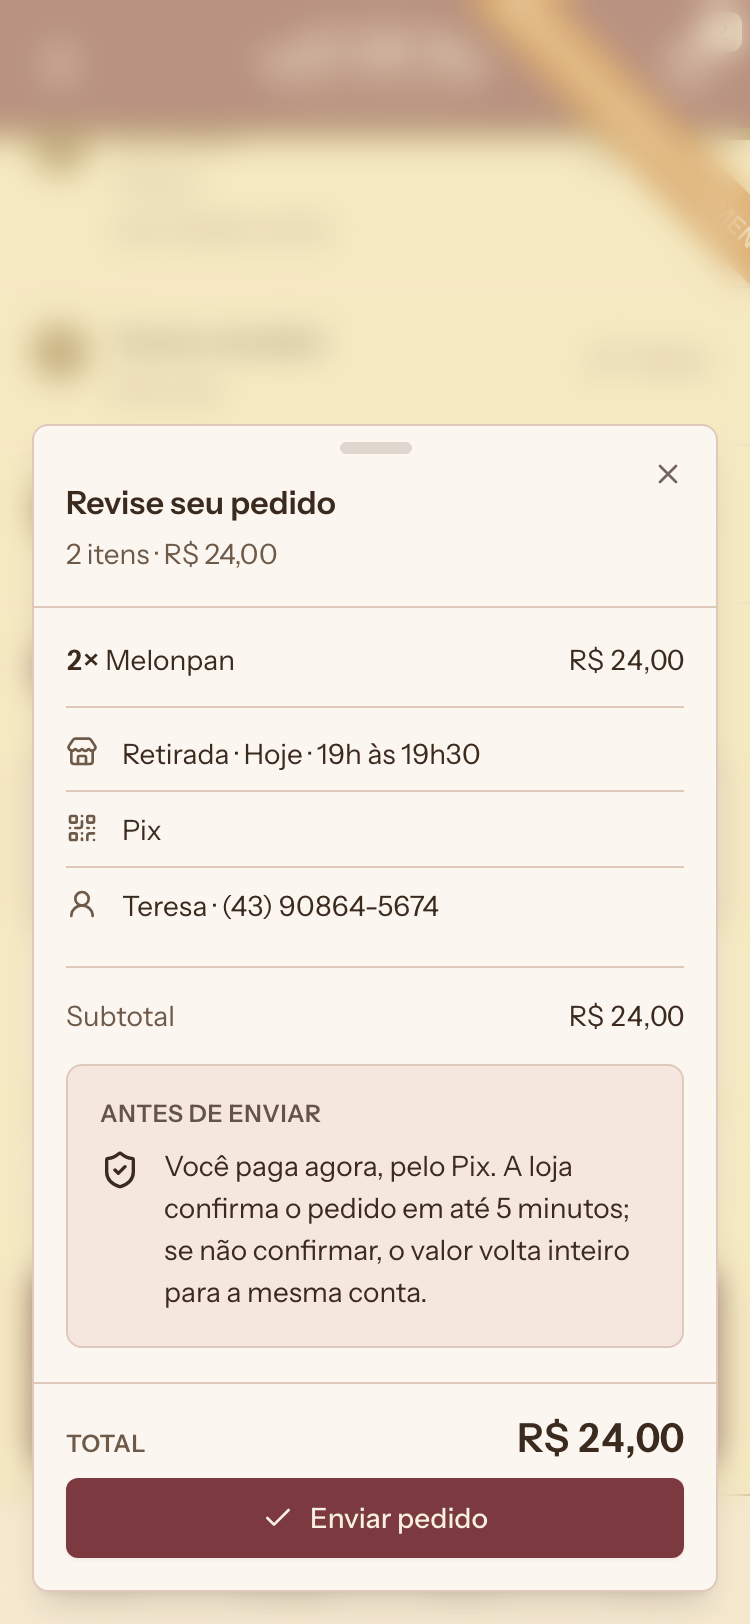 Revise seu pedido
2 itens · R$ 24,00
2× Melonpan R$ 24,00
Retirada · Hoje · 19h às 19h30
Pix
Teresa · (43) 90864-5674
Subtotal R$ 24,00
ANTES DE ENVIAR
Você paga agora, pelo Pix. A loja
confirma o pedido em até 5 minutos;
se não confirmar, o valor volta inteiro
para a mesma conta.
TOTAL R$ 24,00
Enviar pedido